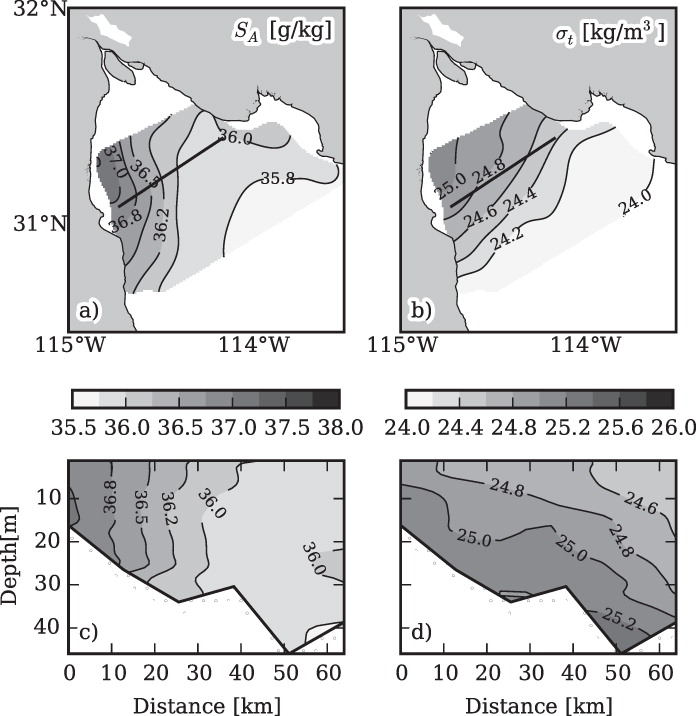 32°N
S_A [g/kg]
σ_t [kg/m³ ]
36.0
37.0
36.5
35.8
36.8
36.2
31°N
a)
25.0
24.8
24.6
24.4
24.2
24.0
b)
115°W 114°W
115°W 114°W
35.5 36.0 36.5 37.0 37.5 38.0
24.0 24.4 24.8 25.2 25.6 26.0
Depth[m]
10
20
30
40
36.8
36.5
36.2
36.0
36.0
c)
24.8
24.6
24.8
25.0
25.0
25.2
d)
0 10 20 30 40 50 60
0 10 20 30 40 50 60
Distance [km]
Distance [km]